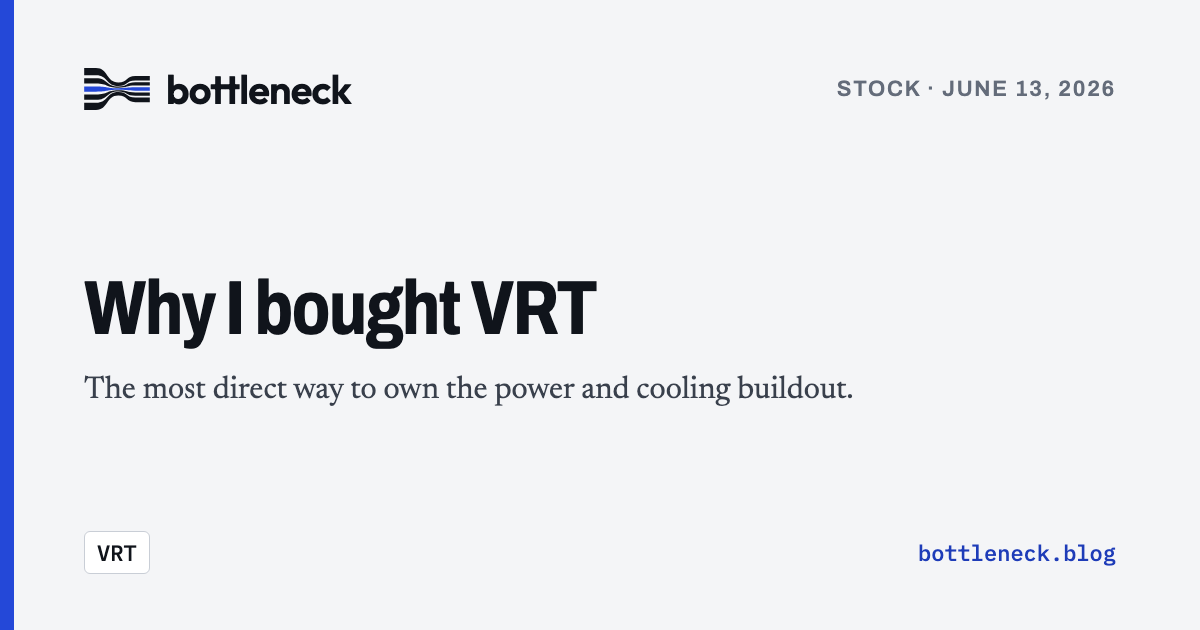 bottleneck
STOCK · JUNE 13, 2026
Why I bought VRT
The most direct way to own the power and cooling buildout.
VRT
bottleneck.blog